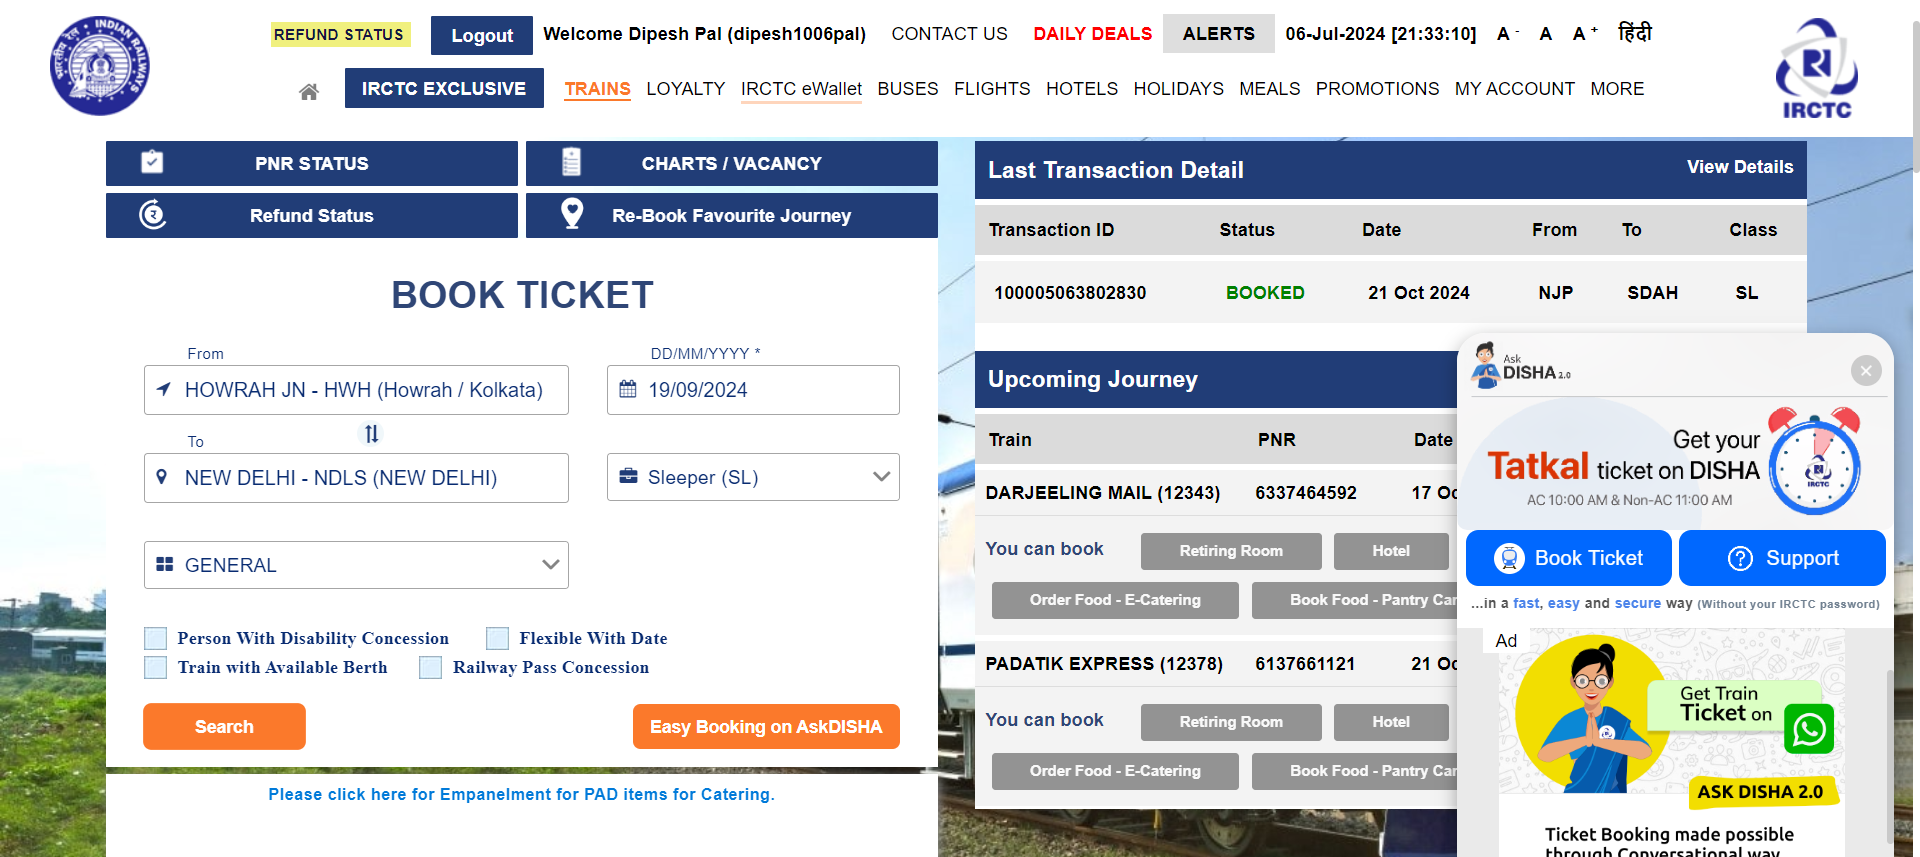 REFUND STATUS
Logout
Welcome Dipesh Pal (dipesh1006pal)
CONTACT US
DAILY DEALS
ALERTS
06-Jul-2024 [21:33:10]
A -
A
A +
हिंदी
IRCTC EXCLUSIVE
TRAINS
LOYALTY
IRCTC eWallet
BUSES
FLIGHTS
HOTELS
HOLIDAYS
MEALS
PROMOTIONS
MY ACCOUNT
MORE
INDIAN RAILWAYS
भारतीय रेल
IRCTC
PNR STATUS
CHARTS / VACANCY
Refund Status
Re-Book Favourite Journey
BOOK TICKET
From
HOWRAH JN - HWH (Howrah / Kolkata)
DD/MM/YYYY *
19/09/2024
To
NEW DELHI - NDLS (NEW DELHI)
Sleeper (SL)
GENERAL
Person With Disability Concession
Flexible With Date
Train with Available Berth
Railway Pass Concession
Search
Easy Booking on AskDISHA
Please click here for Empanelment for PAD items for Catering.
Last Transaction Detail
View Details
Transaction ID Status Date From To Class
100005063802830 BOOKED 21 Oct 2024 NJP SDAH SL
Upcoming Journey
Train PNR Date
DARJEELING MAIL (12343) 6337464592 17 Oc
You can book
Retiring Room
Hotel
Order Food - E-Catering
Book Food - Pantry Car
PADATIK EXPRESS (12378) 6137661121 21 Oc
You can book
Retiring Room
Hotel
Order Food - E-Catering
Book Food - Pantry Car
Ask
DISHA 2.0
Get your
Tatkal ticket on DISHA
AC 10:00 AM & Non-AC 11:00 AM
IRCTC
Book Ticket
Support
...in a fast, easy and secure way (Without your IRCTC password)
Ad
Get Train
Ticket on
ASK DISHA 2.0
Ticket Booking made possible
through Conversational way